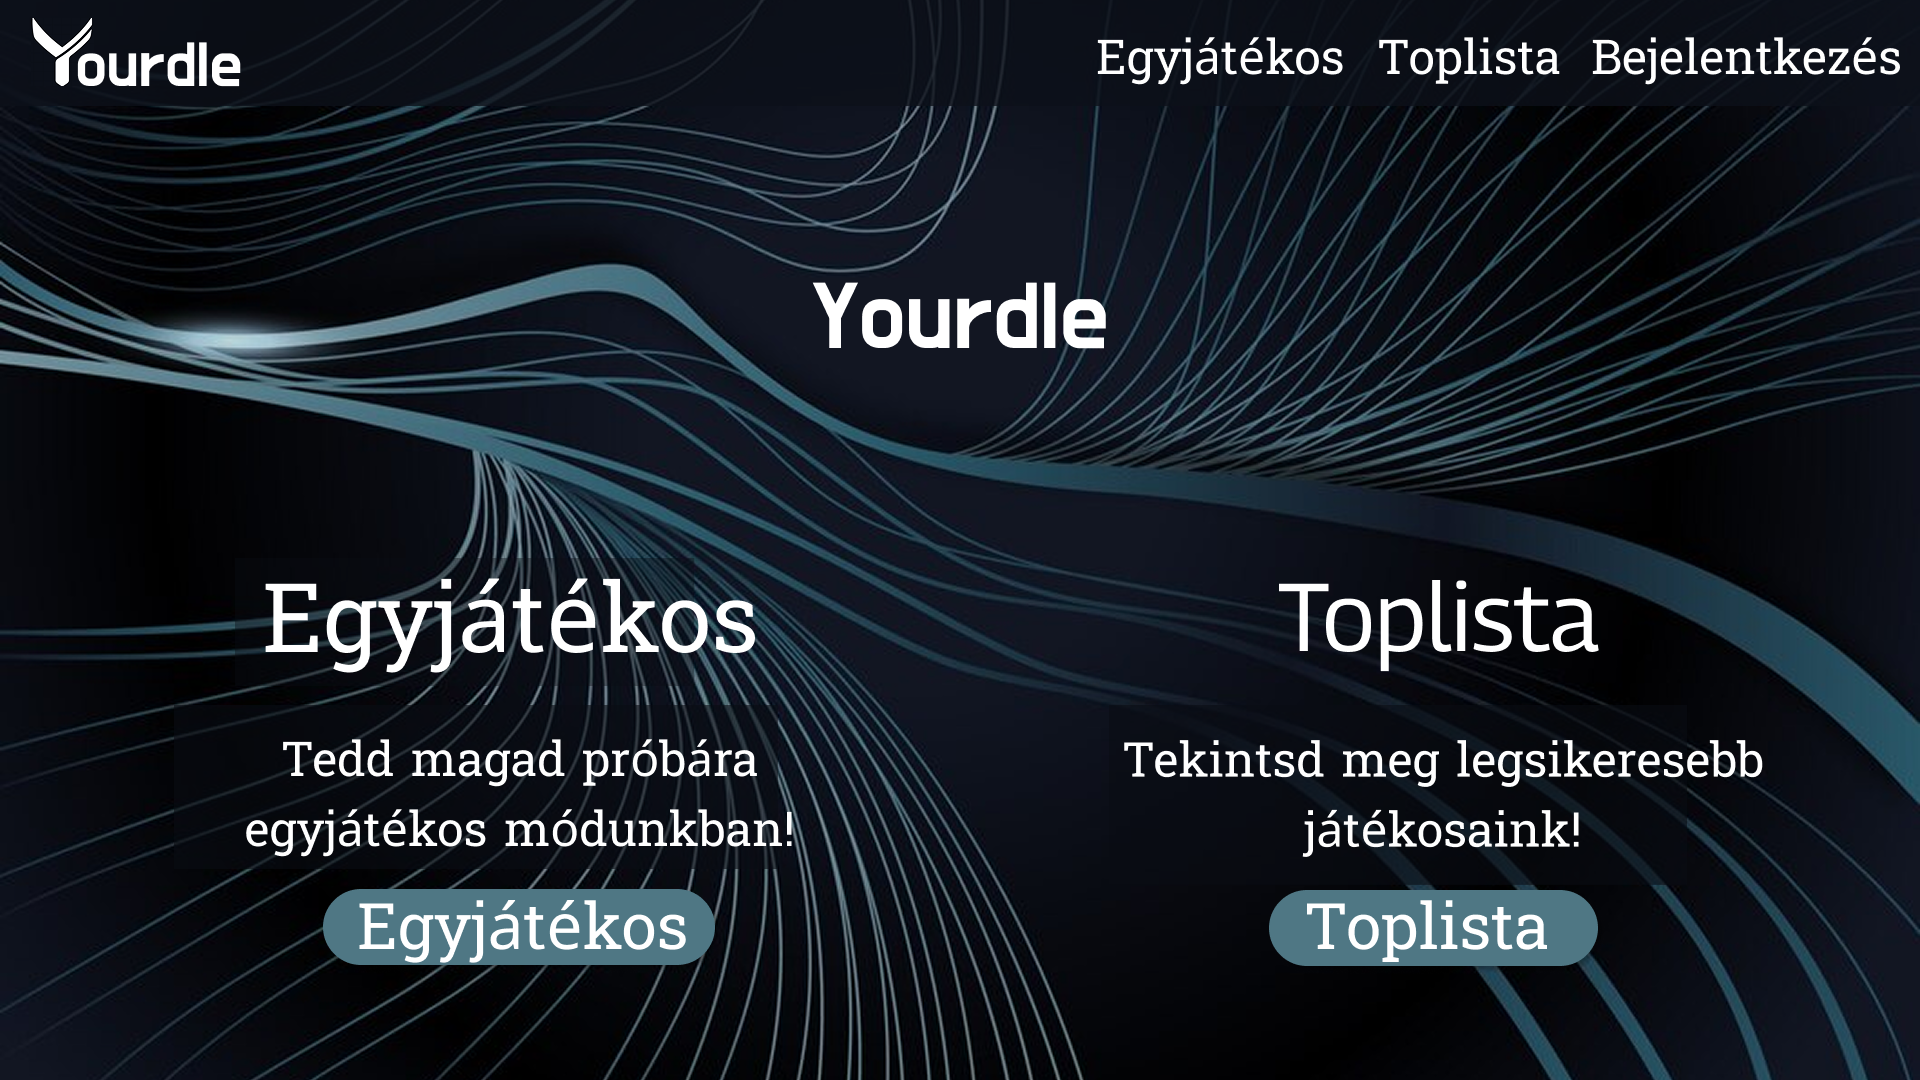 Yourdle
Egyjátékos Toplista Bejelentkezés
Yourdle
Egyjátékos
Toplista
Tedd magad próbára
egyjátékos módunkban!
Tekintsd meg legsikeresebb
játékosaink!
Egyjátékos
Toplista